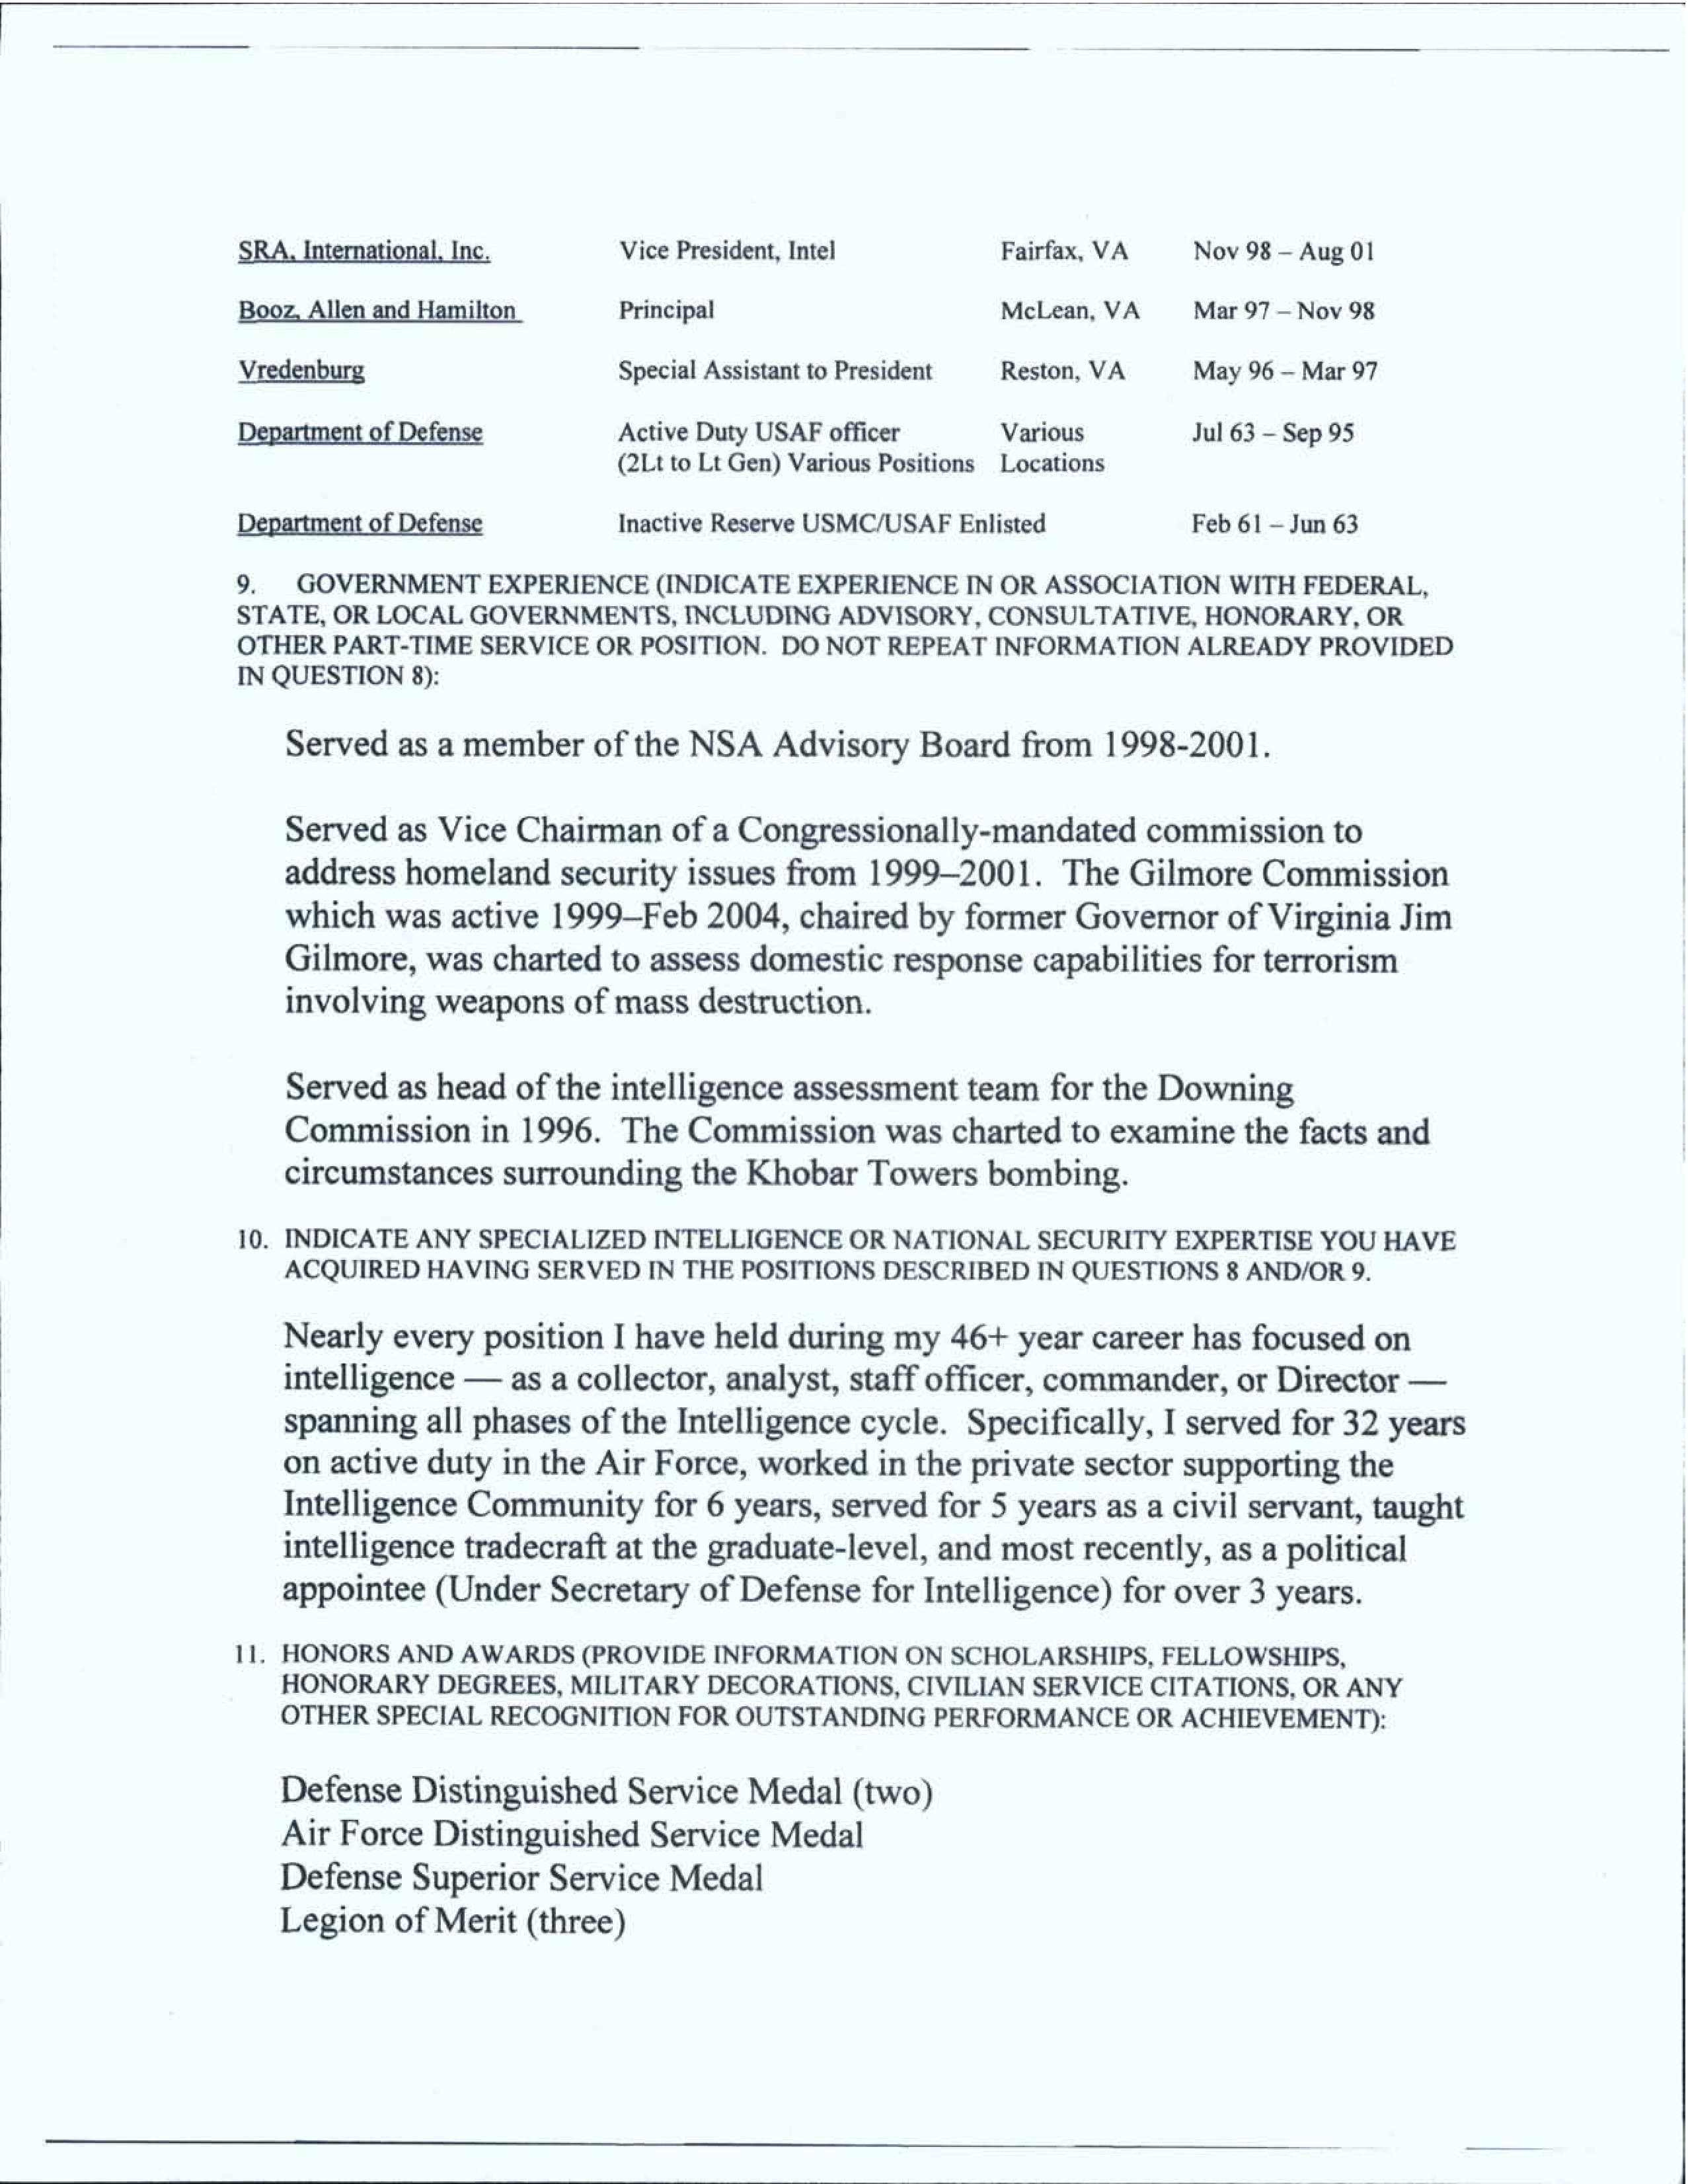 SRA, International, Inc. Vice President, Intel Fairfax, VA Nov 98 – Aug 01
Booz, Allen and Hamilton Principal McLean, VA Mar 97 – Nov 98
Vredenburg Special Assistant to President Reston, VA May 96 – Mar 97
Department of Defense Active Duty USAF officer Various Jul 63 – Sep 95
(2Lt to Lt Gen) Various Positions Locations
Department of Defense Inactive Reserve USMC/USAF Enlisted Feb 61 – Jun 63
9. GOVERNMENT EXPERIENCE (INDICATE EXPERIENCE IN OR ASSOCIATION WITH FEDERAL,
STATE, OR LOCAL GOVERNMENTS, INCLUDING ADVISORY, CONSULTATIVE, HONORARY, OR
OTHER PART-TIME SERVICE OR POSITION. DO NOT REPEAT INFORMATION ALREADY PROVIDED
IN QUESTION 8):
Served as a member of the NSA Advisory Board from 1998-2001.
Served as Vice Chairman of a Congressionally-mandated commission to
address homeland security issues from 1999–2001. The Gilmore Commission
which was active 1999–Feb 2004, chaired by former Governor of Virginia Jim
Gilmore, was charted to assess domestic response capabilities for terrorism
involving weapons of mass destruction.
Served as head of the intelligence assessment team for the Downing
Commission in 1996. The Commission was charted to examine the facts and
circumstances surrounding the Khobar Towers bombing.
10. INDICATE ANY SPECIALIZED INTELLIGENCE OR NATIONAL SECURITY EXPERTISE YOU HAVE
ACQUIRED HAVING SERVED IN THE POSITIONS DESCRIBED IN QUESTIONS 8 AND/OR 9.
Nearly every position I have held during my 46+ year career has focused on
intelligence — as a collector, analyst, staff officer, commander, or Director —
spanning all phases of the Intelligence cycle. Specifically, I served for 32 years
on active duty in the Air Force, worked in the private sector supporting the
Intelligence Community for 6 years, served for 5 years as a civil servant, taught
intelligence tradecraft at the graduate-level, and most recently, as a political
appointee (Under Secretary of Defense for Intelligence) for over 3 years.
11. HONORS AND AWARDS (PROVIDE INFORMATION ON SCHOLARSHIPS, FELLOWSHIPS,
HONORARY DEGREES, MILITARY DECORATIONS, CIVILIAN SERVICE CITATIONS, OR ANY
OTHER SPECIAL RECOGNITION FOR OUTSTANDING PERFORMANCE OR ACHIEVEMENT):
Defense Distinguished Service Medal (two)
Air Force Distinguished Service Medal
Defense Superior Service Medal
Legion of Merit (three)